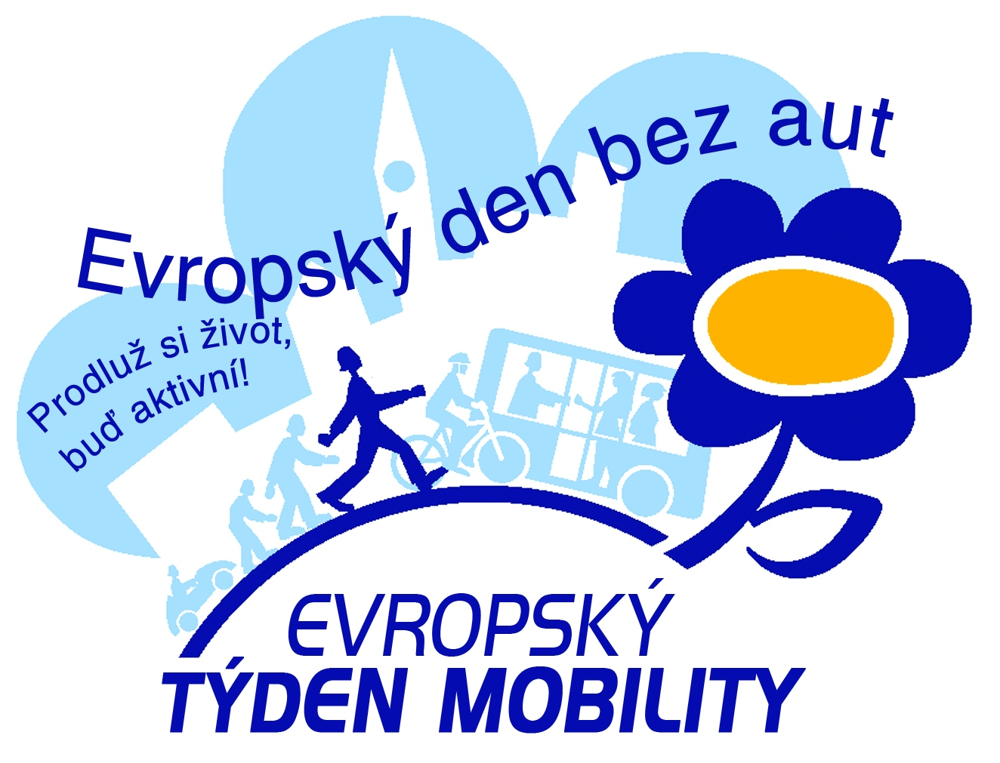 Evropský den bez aut
Prodluž si život,
buď aktivní!
EVROPSKÝ
TÝDEN MOBILITY